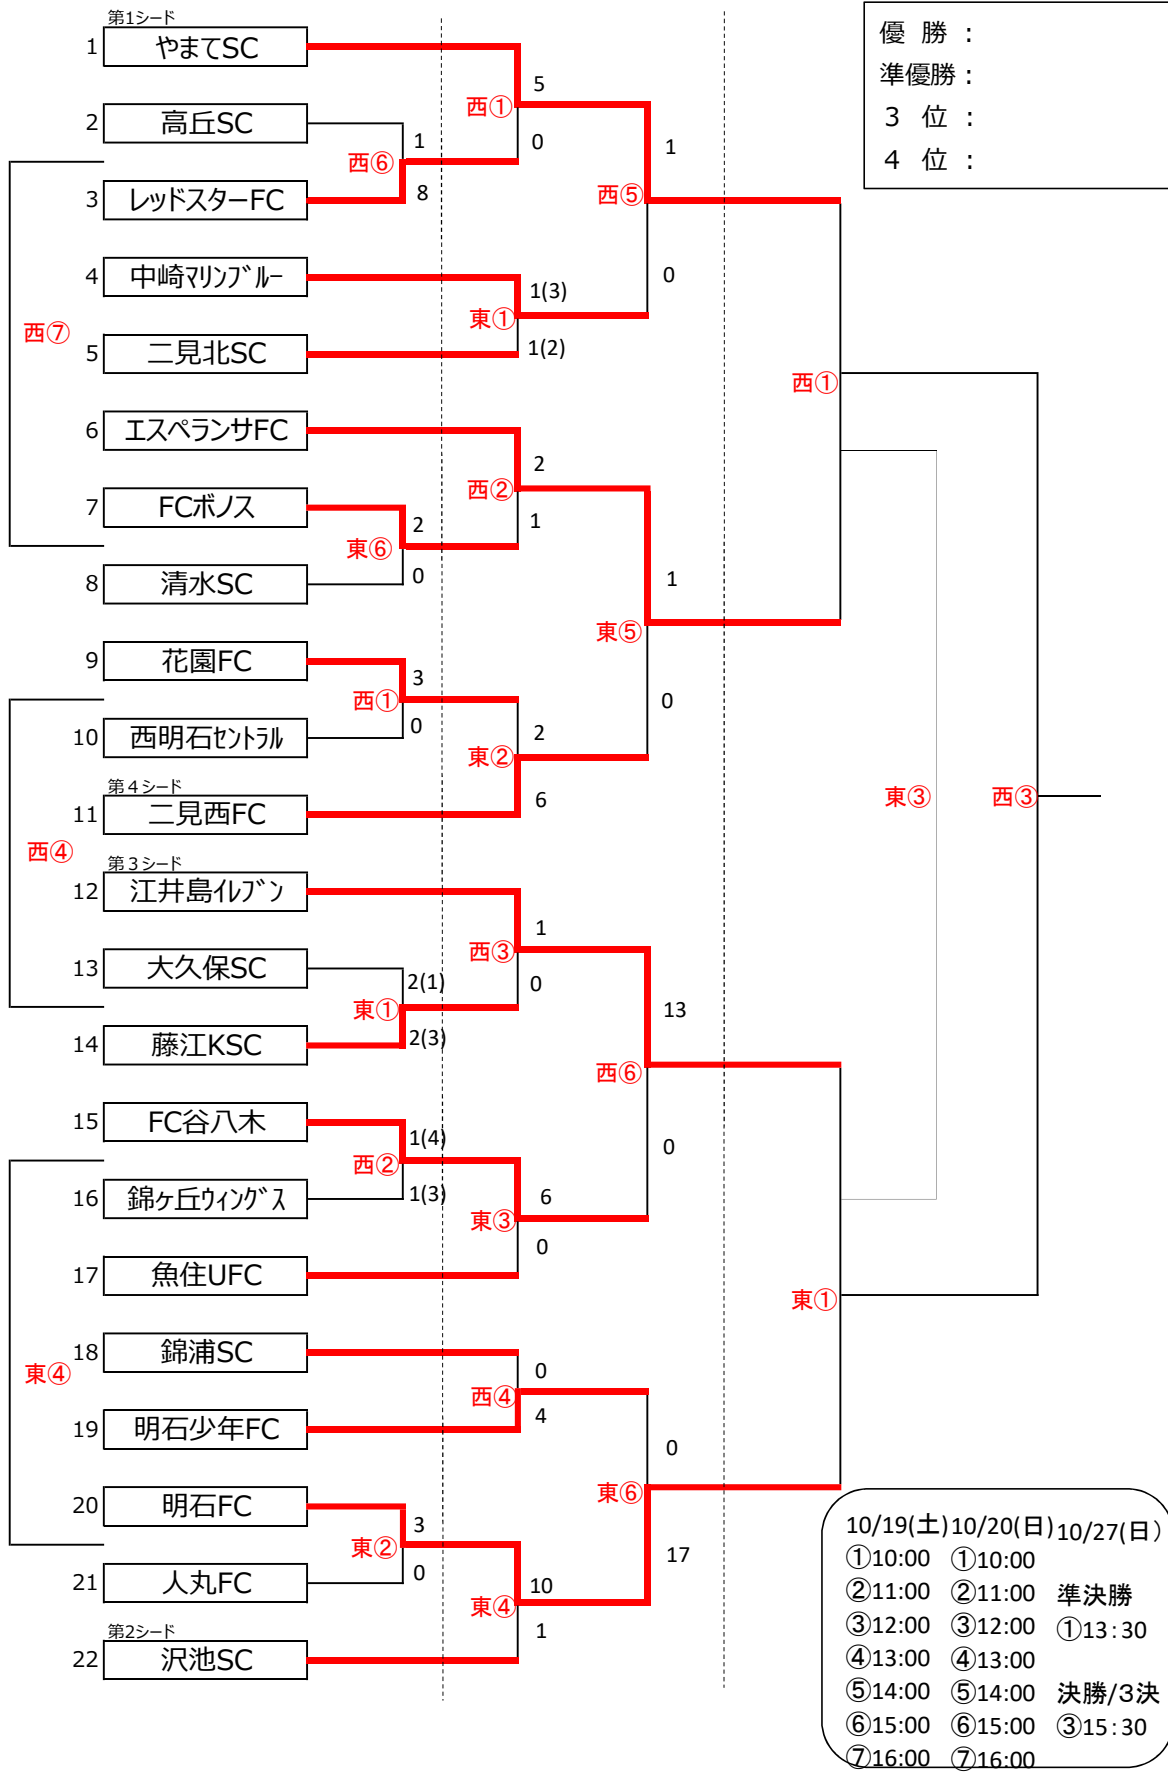 優 勝 :
準優勝 :
3 位 :
4 位 :
第1シード
1 やまてSC
2 高丘SC
3 レッドスターFC
4 中崎ﾏﾘﾝﾌﾞﾙｰ
5 二見北SC
6 エスペランサFC
7 FCボノス
8 清水SC
9 花園FC
10 西明石ｾﾝﾄﾗﾙ
第４シード
11 二見西FC
第３シード
12 江井島ｲﾚﾌﾞﾝ
13 大久保SC
14 藤江KSC
15 FC谷八木
16 錦ヶ丘ｳｨﾝｸﾞｽ
17 魚住UFC
18 錦浦SC
19 明石少年FC
20 明石FC
21 人丸FC
第2シード
22 沢池SC
西⑦
西④
東④
1
西⑥
8
2
東⑥
0
3
西①
0
2(1)
東①
2(3)
1(4)
西②
1(3)
3
東②
0
5
西①
0
1(3)
東①
1(2)
2
西②
1
2
東②
6
1
西③
0
6
東③
0
0
西④
4
10
東④
1
1
西⑤
0
1
東⑤
0
13
西⑥
0
0
東⑥
17
西①
東①
東③
西③
10/19(土) 10/20(日) 10/27(日)
①10:00 ①10:00
②11:00 ②11:00 準決勝
③12:00 ③12:00 ①13:30
④13:00 ④13:00
⑤14:00 ⑤14:00 決勝/3決
⑥15:00 ⑥15:00 ③15:30
⑦16:00 ⑦16:00